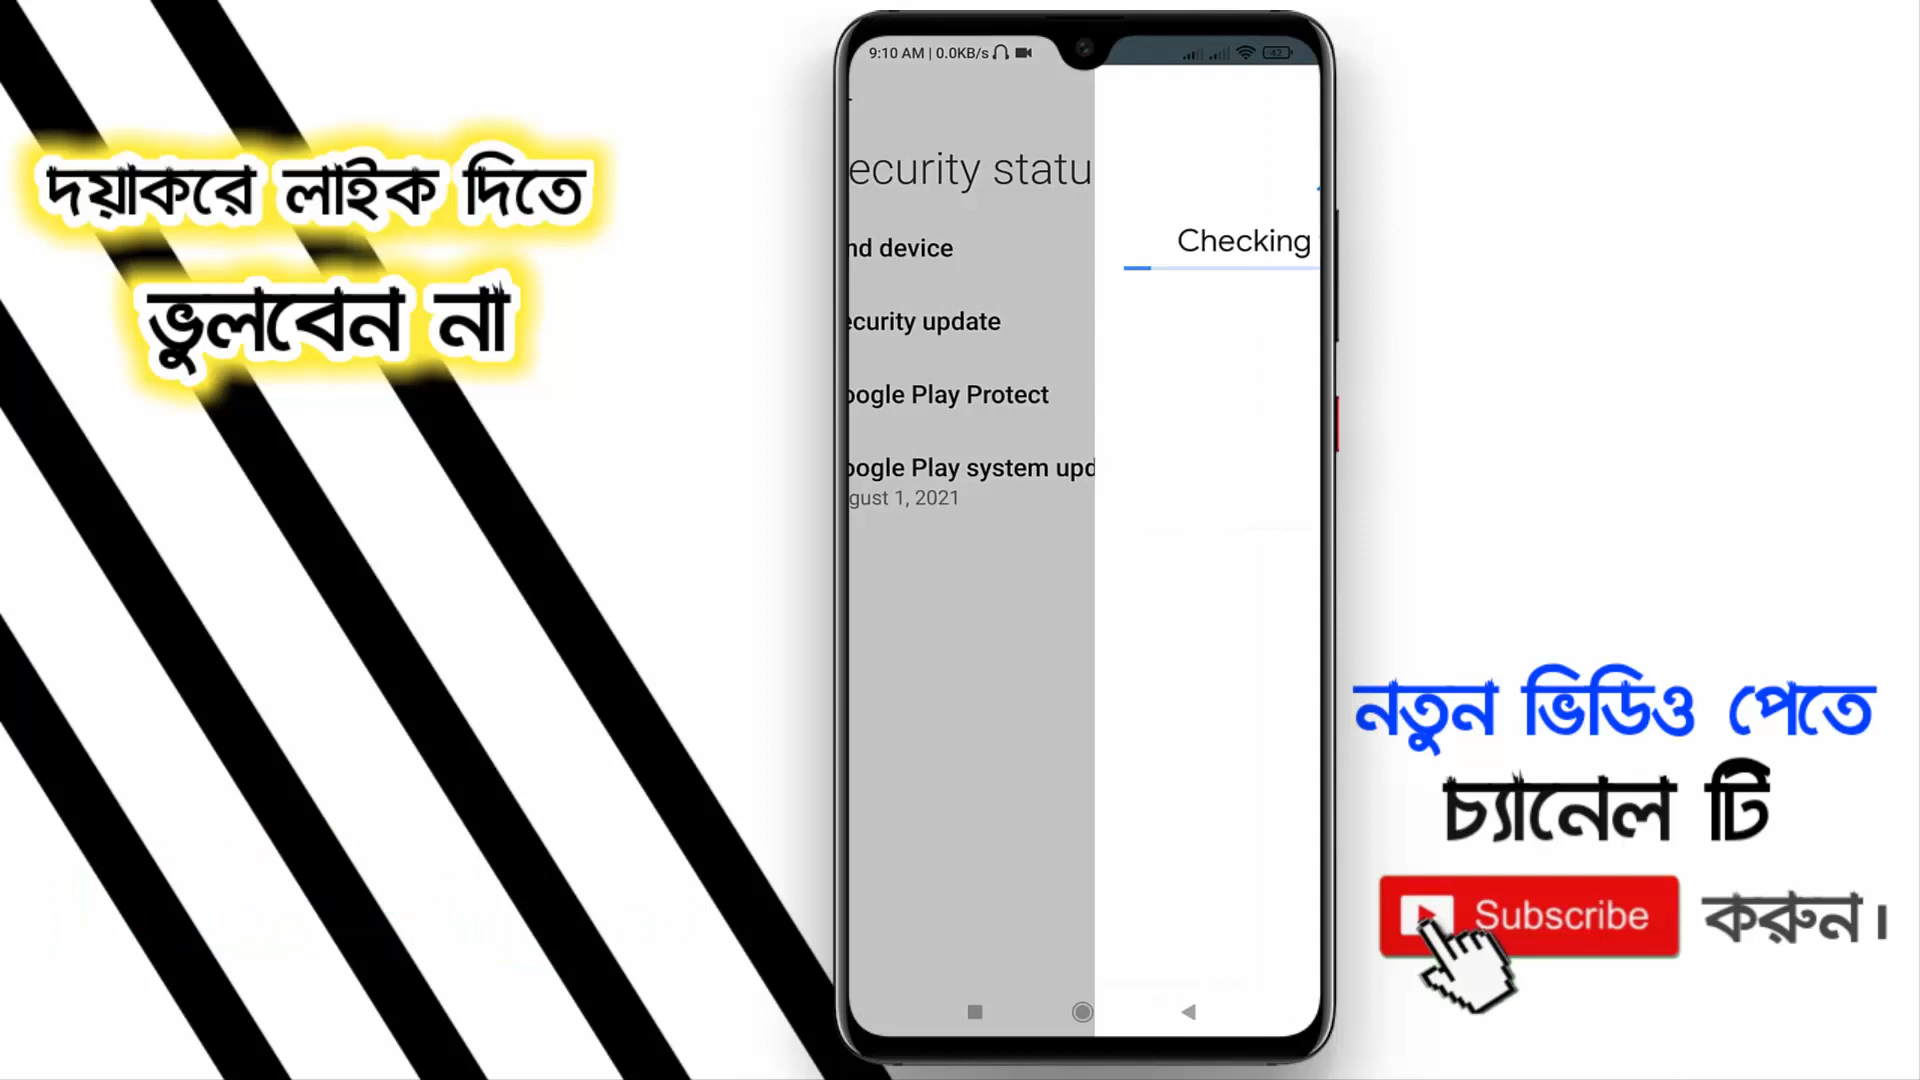 দয়াকরে লাইক দিতে
ভুলবেন না
9:10 AM | 0.0KB/s
42
ecurity statu
nd device
ecurity update
oogle Play Protect
oogle Play system upd
gust 1, 2021
Checking
নতুন ভিডিও পেতে
চ্যানেল টি
Subscribe করুন।